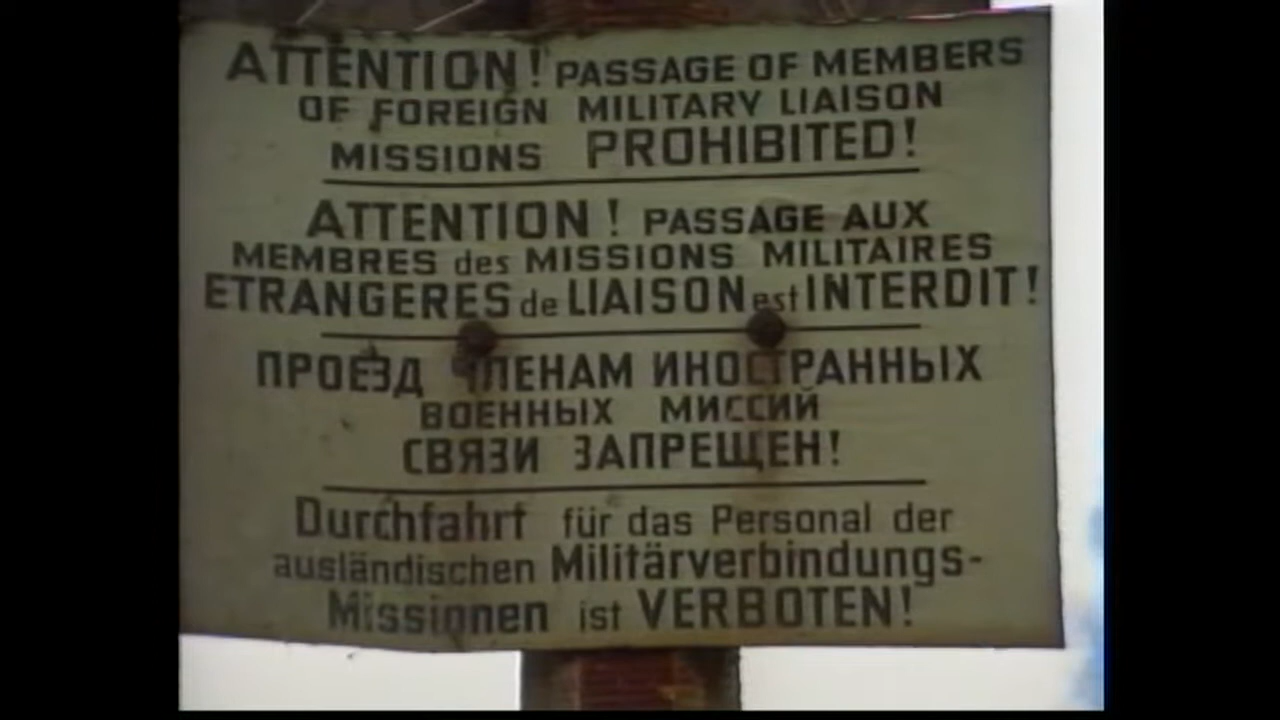 ATTENTION! PASSAGE OF MEMBERS
OF FOREIGN MILITARY LIAISON
MISSIONS PROHIBITED!
ATTENTION! PASSAGE AUX
MEMBRES des MISSIONS MILITAIRES
ETRANGERES de LIAISON est INTERDIT!
ПРОЕЗД ЧЛЕНАМ ИНОСТРАННЫХ
ВОЕННЫХ МИССИЙ
СВЯЗИ ЗАПРЕЩЕН!
Durchfahrt für das Personal der
ausländischen Militärverbindungs-
Missionen ist VERBOTEN!